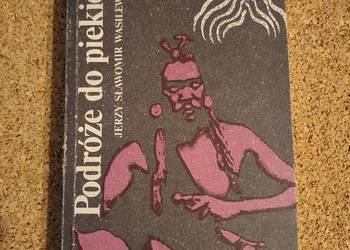 Podróże do piekie
JERZY SŁAWOMIR WASILEW